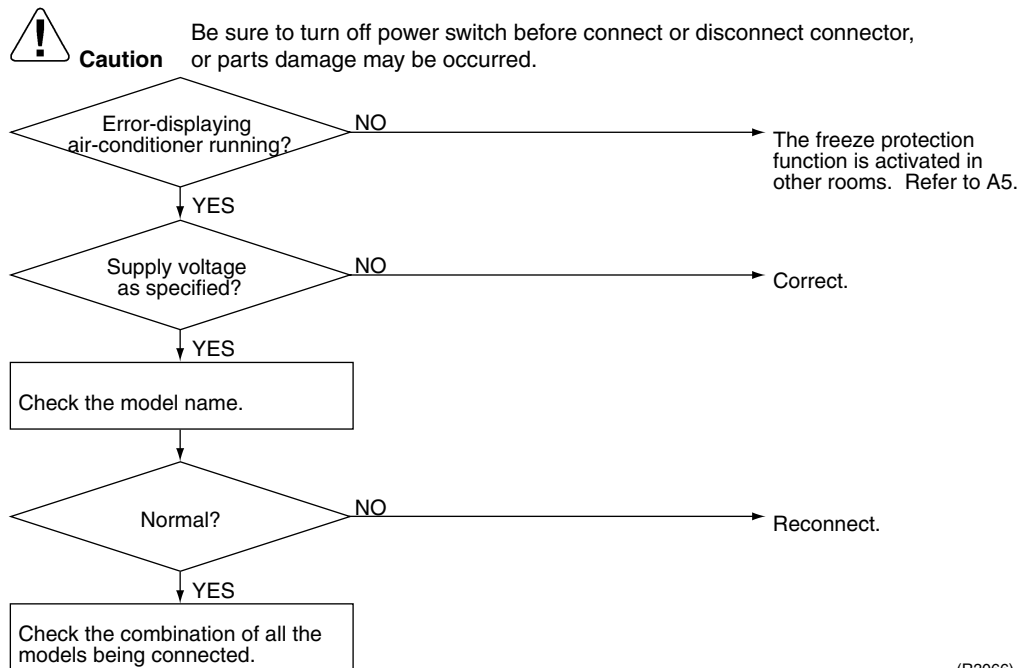 Be sure to turn off power switch before connect or disconnect connector,
Caution or parts damage may be occurred.
Error-displaying
air-conditioner running?
NO
The freeze protection
function is activated in
other rooms. Refer to A5.
YES
Supply voltage
as specified?
NO
Correct.
YES
Check the model name.
Normal?
NO
Reconnect.
YES
Check the combination of all the
models being connected.
(R2966)